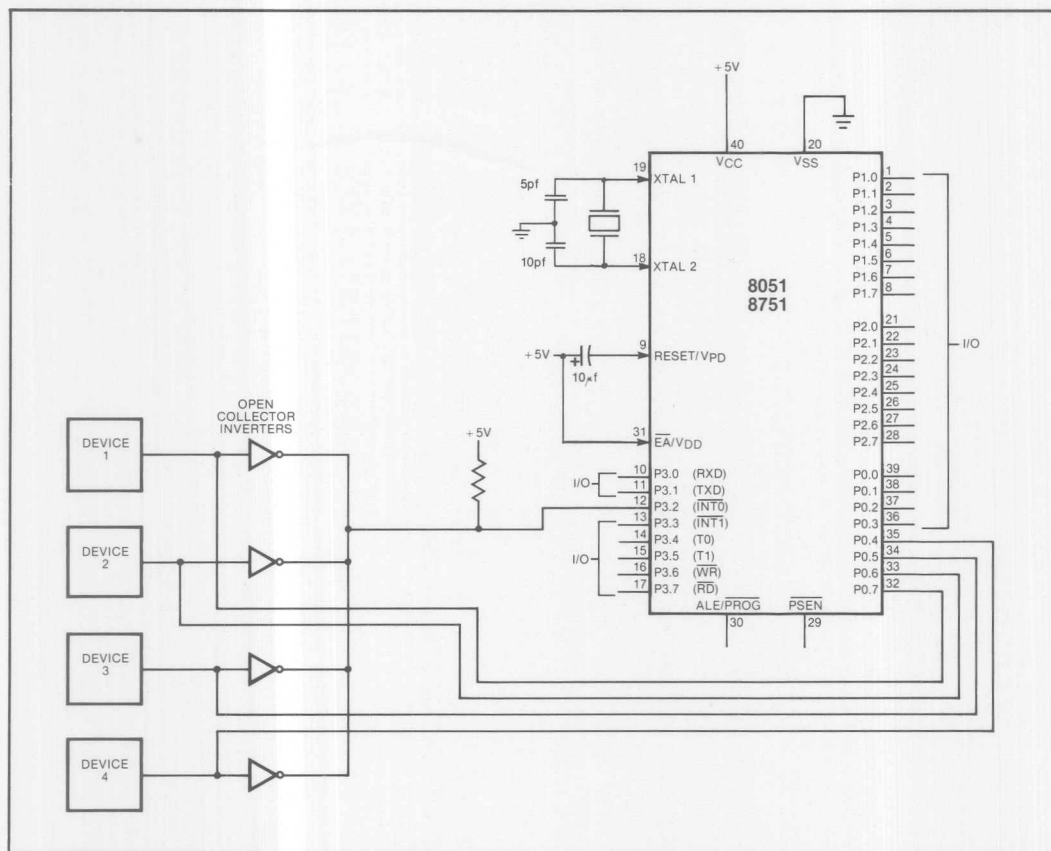 +5V
40
VCC
20
VSS
19
XTAL 1
5pf
10pf
18
XTAL 2
8051
8751
+5V
10μf
9
RESET/VPD
31
EA/VDD
I/O
10 P3.0 (RXD)
11 P3.1 (TXD)
12 P3.2 (INT0)
13 P3.3 (INT1)
14 P3.4 (T0)
15 P3.5 (T1)
16 P3.6 (WR)
17 P3.7 (RD)
I/O
ALE/PROG
30
PSEN
29
P1.0 1
P1.1 2
P1.2 3
P1.3 4
P1.4 5
P1.5 6
P1.6 7
P1.7 8
P2.0 21
P2.1 22
P2.2 23
P2.3 24
P2.4 25
P2.5 26
P2.6 27
P2.7 28
I/O
P0.0 39
P0.1 38
P0.2 37
P0.3 36
P0.4 35
P0.5 34
P0.6 33
P0.7 32
OPEN
COLLECTOR
INVERTERS
+5V
DEVICE
1
DEVICE
2
DEVICE
3
DEVICE
4